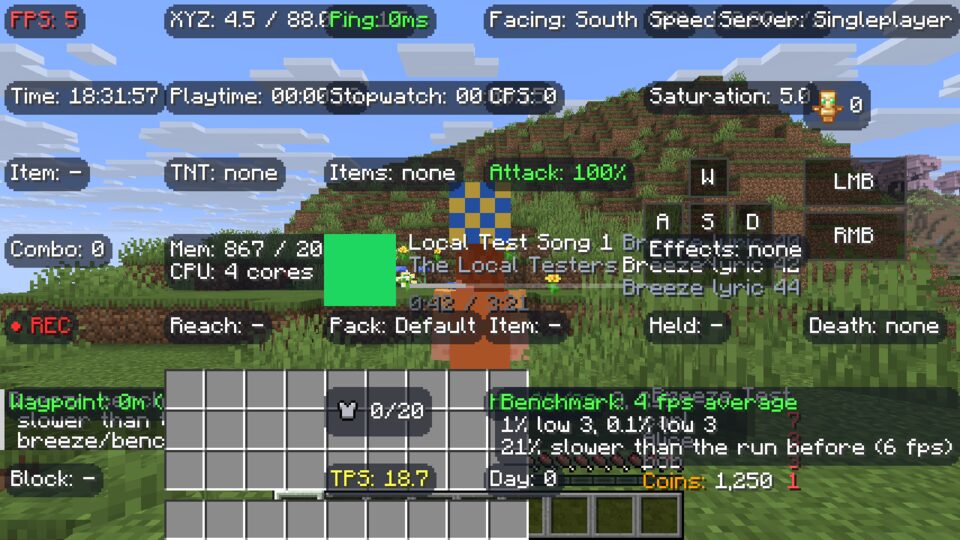 FPS: 5
XYZ: 4.5 / 88.0
Ping: 0ms
Facing: South
Speed
Server: Singleplayer
Time: 18:31:57
Playtime: 00:00
Stopwatch: 00
CPS: 0
Saturation: 5.0
0
Item: -
TNT: none
Items: none
Attack: 100%
W
LMB
A S D
RMB
Combo: 0
Mem: 867 / 20
CPU: 4 cores
Local Test Song 1
The Local Testers
0:42 / 3:21
Effects: none
Breeze lyric 42
Breeze lyric 44
REC
Reach: -
Pack: Default
Item: -
Held: -
Death: none
Waypoint: 0m
slower than
breeze/benc
0/20
Breeze Test
Benchmark: 4 fps average
1% low 3, 0.1% low 3
21% slower than the run before (6 fps)
Block: -
TPS: 18.7
Day: 0
Coins: 1,250
1